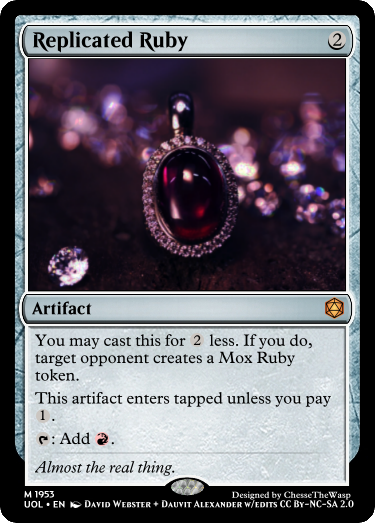 Replicated Ruby 2
Artifact
You may cast this for 2 less. If you do,
target opponent creates a Mox Ruby
token.
This artifact enters tapped unless you pay
1.
: Add .
Almost the real thing.
M 1953 Designed by ChesseTheWasp
UOL • EN David Webster + Dauvit Alexander w/edits CC By-NC-SA 2.0